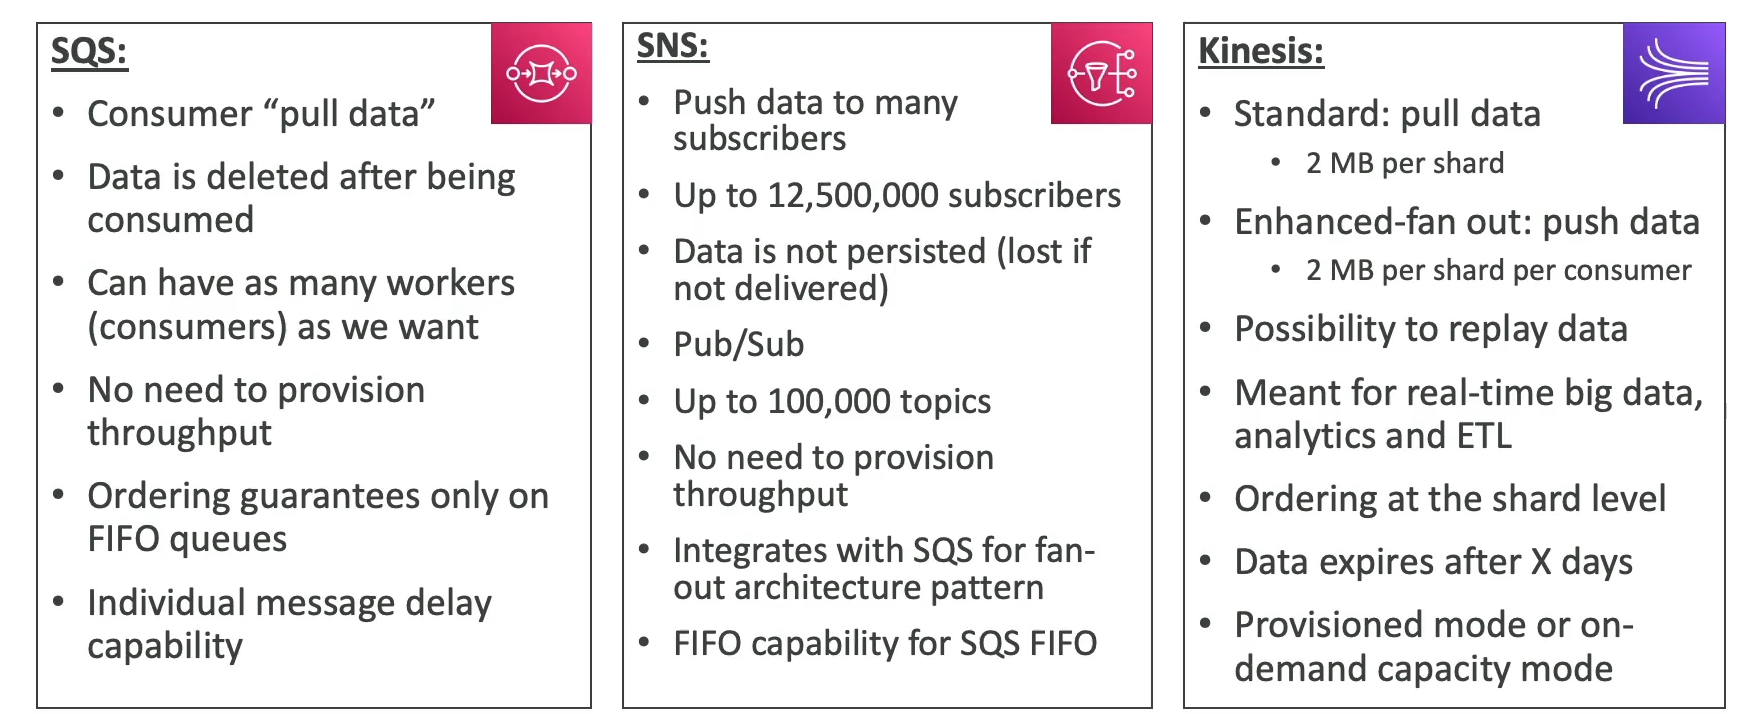 SQS:
• Consumer “pull data”
• Data is deleted after being
consumed
• Can have as many workers
(consumers) as we want
• No need to provision
throughput
• Ordering guarantees only on
FIFO queues
• Individual message delay
capability
SNS:
• Push data to many
subscribers
• Up to 12,500,000 subscribers
• Data is not persisted (lost if
not delivered)
• Pub/Sub
• Up to 100,000 topics
• No need to provision
throughput
• Integrates with SQS for fan-
out architecture pattern
• FIFO capability for SQS FIFO
Kinesis:
• Standard: pull data
• 2 MB per shard
• Enhanced-fan out: push data
• 2 MB per shard per consumer
• Possibility to replay data
• Meant for real-time big data,
analytics and ETL
• Ordering at the shard level
• Data expires after X days
• Provisioned mode or on-
demand capacity mode